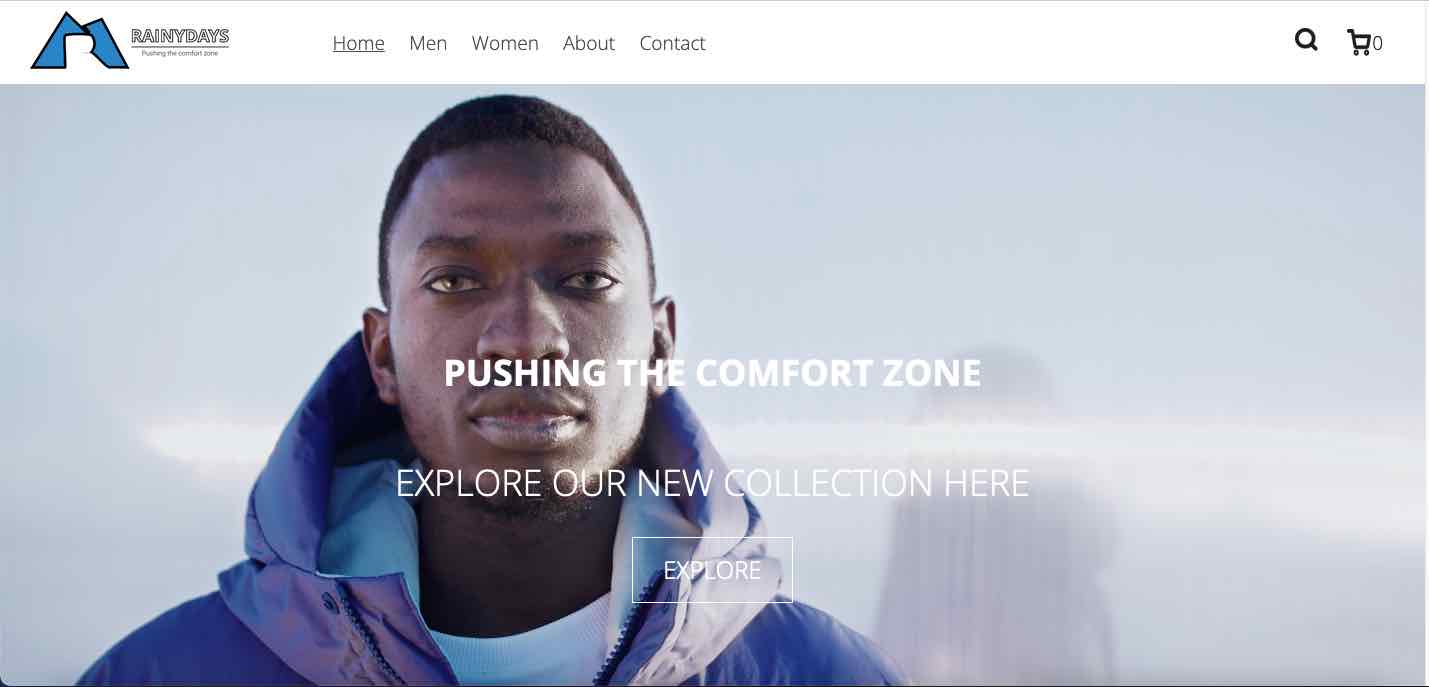 RAINYDAYS
Pushing the comfort zone
Home Men Women About Contact
0
PUSHING THE COMFORT ZONE
EXPLORE OUR NEW COLLECTION HERE
EXPLORE